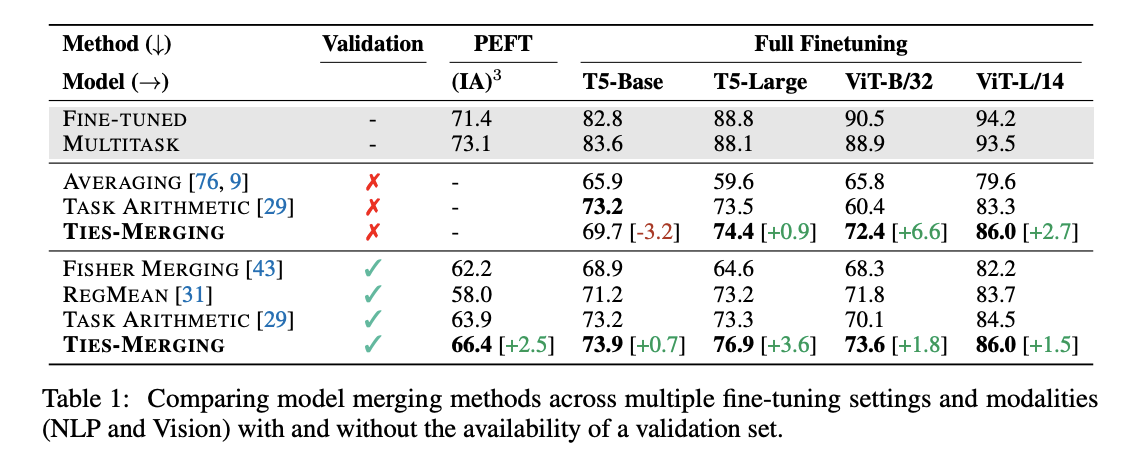 Method (↓) Validation PEFT Full Finetuning
Model (→) (IA)³ T5-Base T5-Large ViT-B/32 ViT-L/14
FINE-TUNED - 71.4 82.8 88.8 90.5 94.2
MULTITASK - 73.1 83.6 88.1 88.9 93.5
AVERAGING [76, 9] ✗ - 65.9 59.6 65.8 79.6
TASK ARITHMETIC [29] ✗ - 73.2 73.5 60.4 83.3
TIES-MERGING ✗ - 69.7 [-3.2] 74.4 [+0.9] 72.4 [+6.6] 86.0 [+2.7]
FISHER MERGING [43] ✓ 62.2 68.9 64.6 68.3 82.2
REGMEAN [31] ✓ 58.0 71.2 73.2 71.8 83.7
TASK ARITHMETIC [29] ✓ 63.9 73.2 73.3 70.1 84.5
TIES-MERGING ✓ 66.4 [+2.5] 73.9 [+0.7] 76.9 [+3.6] 73.6 [+1.8] 86.0 [+1.5]
Table 1: Comparing model merging methods across multiple fine-tuning settings and modalities
(NLP and Vision) with and without the availability of a validation set.